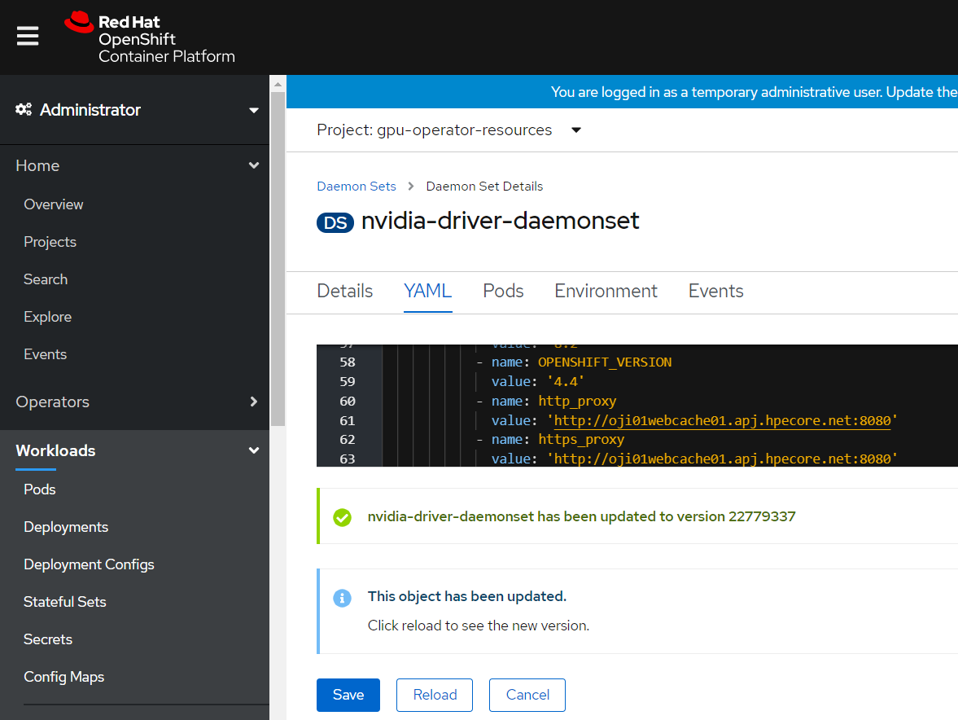 Red Hat
OpenShift
Container Platform
You are logged in as a temporary administrative user. Update the
Administrator
Home
Overview
Projects
Search
Explore
Events
Operators
Workloads
Pods
Deployments
Deployment Configs
Stateful Sets
Secrets
Config Maps
Project: gpu-operator-resources
Daemon Sets > Daemon Set Details
DS nvidia-driver-daemonset
Details YAML Pods Environment Events
58 - name: OPENSHIFT_VERSION
59 value: '4.4'
60 - name: http_proxy
61 value: 'http://oji01webcache01.apj.hpecore.net:8080'
62 - name: https_proxy
63 value: 'http://oji01webcache01.apj.hpecore.net:8080'
nvidia-driver-daemonset has been updated to version 22779337
This object has been updated.
Click reload to see the new version.
Save Reload Cancel